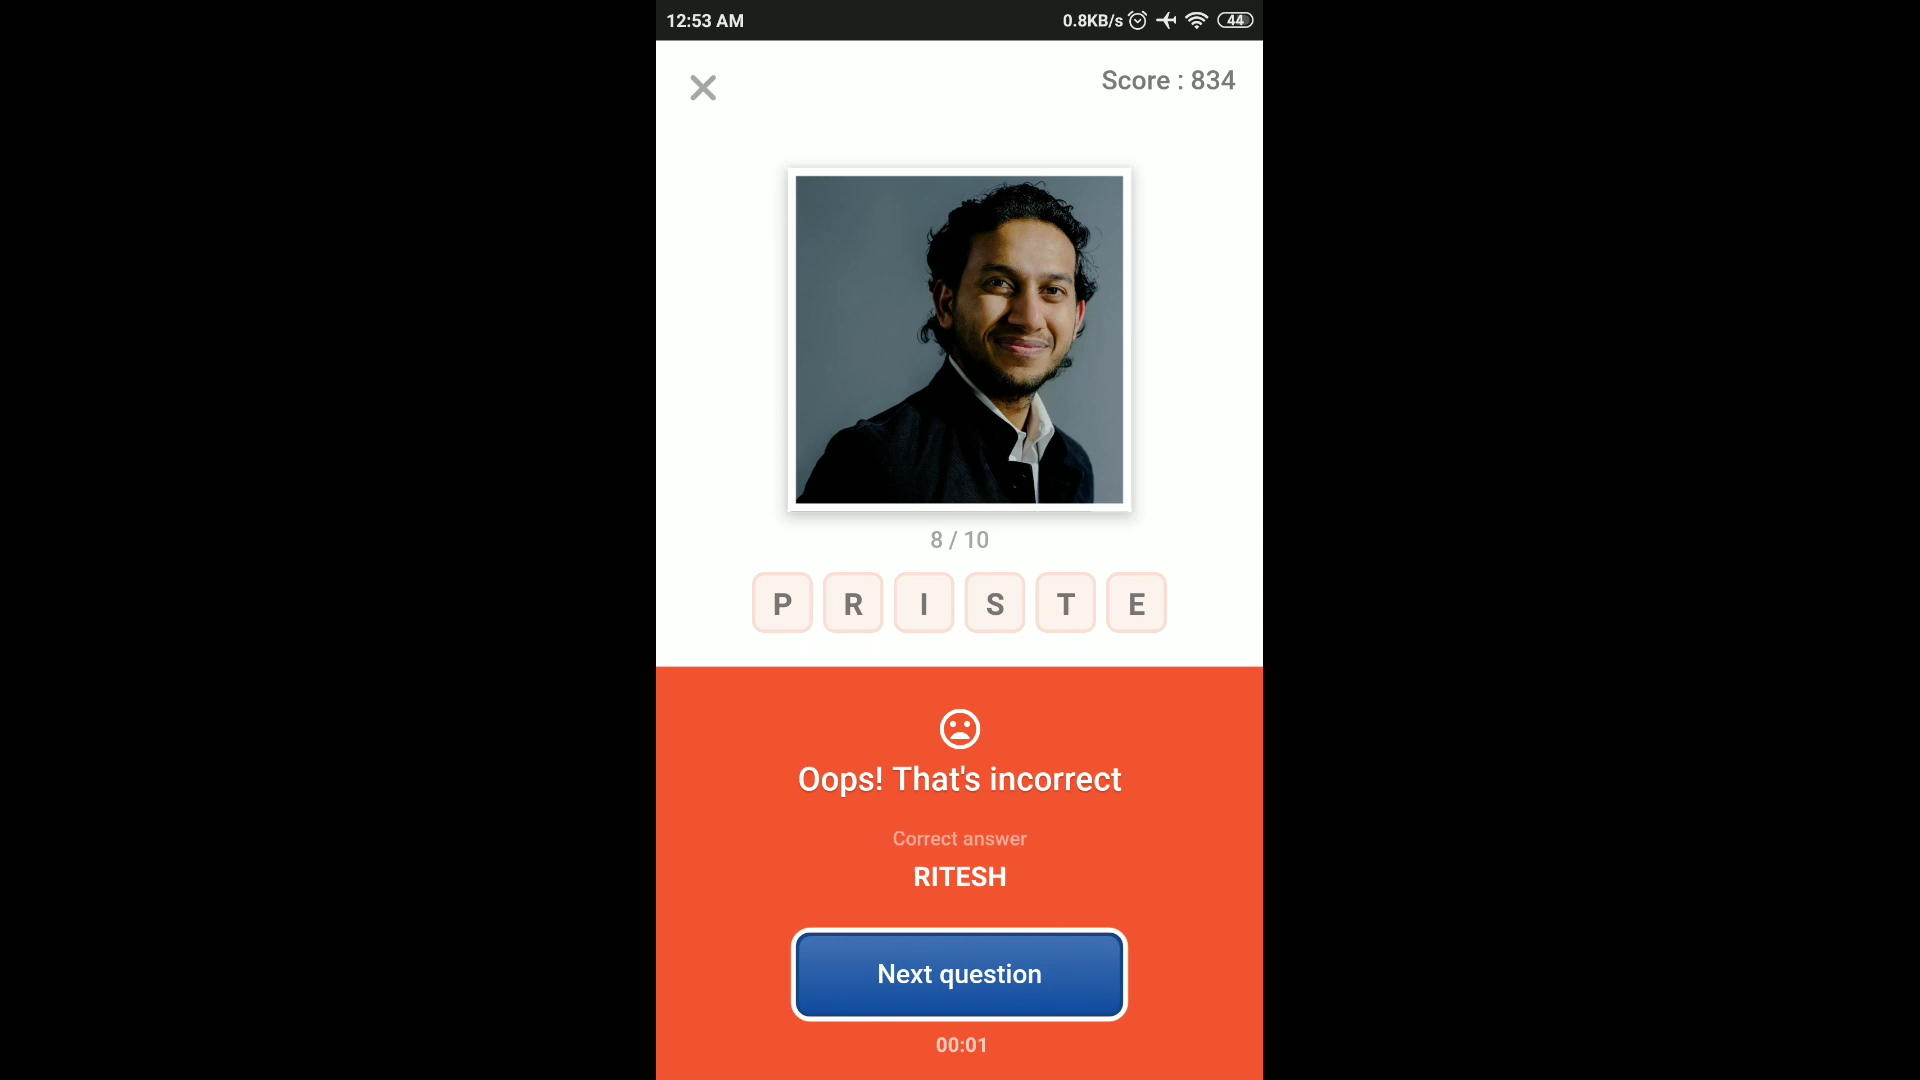 12:53 AM 0.8KB/s 44
Score : 834
8 / 10
P R I S T E
Oops! That's incorrect
Correct answer
RITESH
Next question
00:01